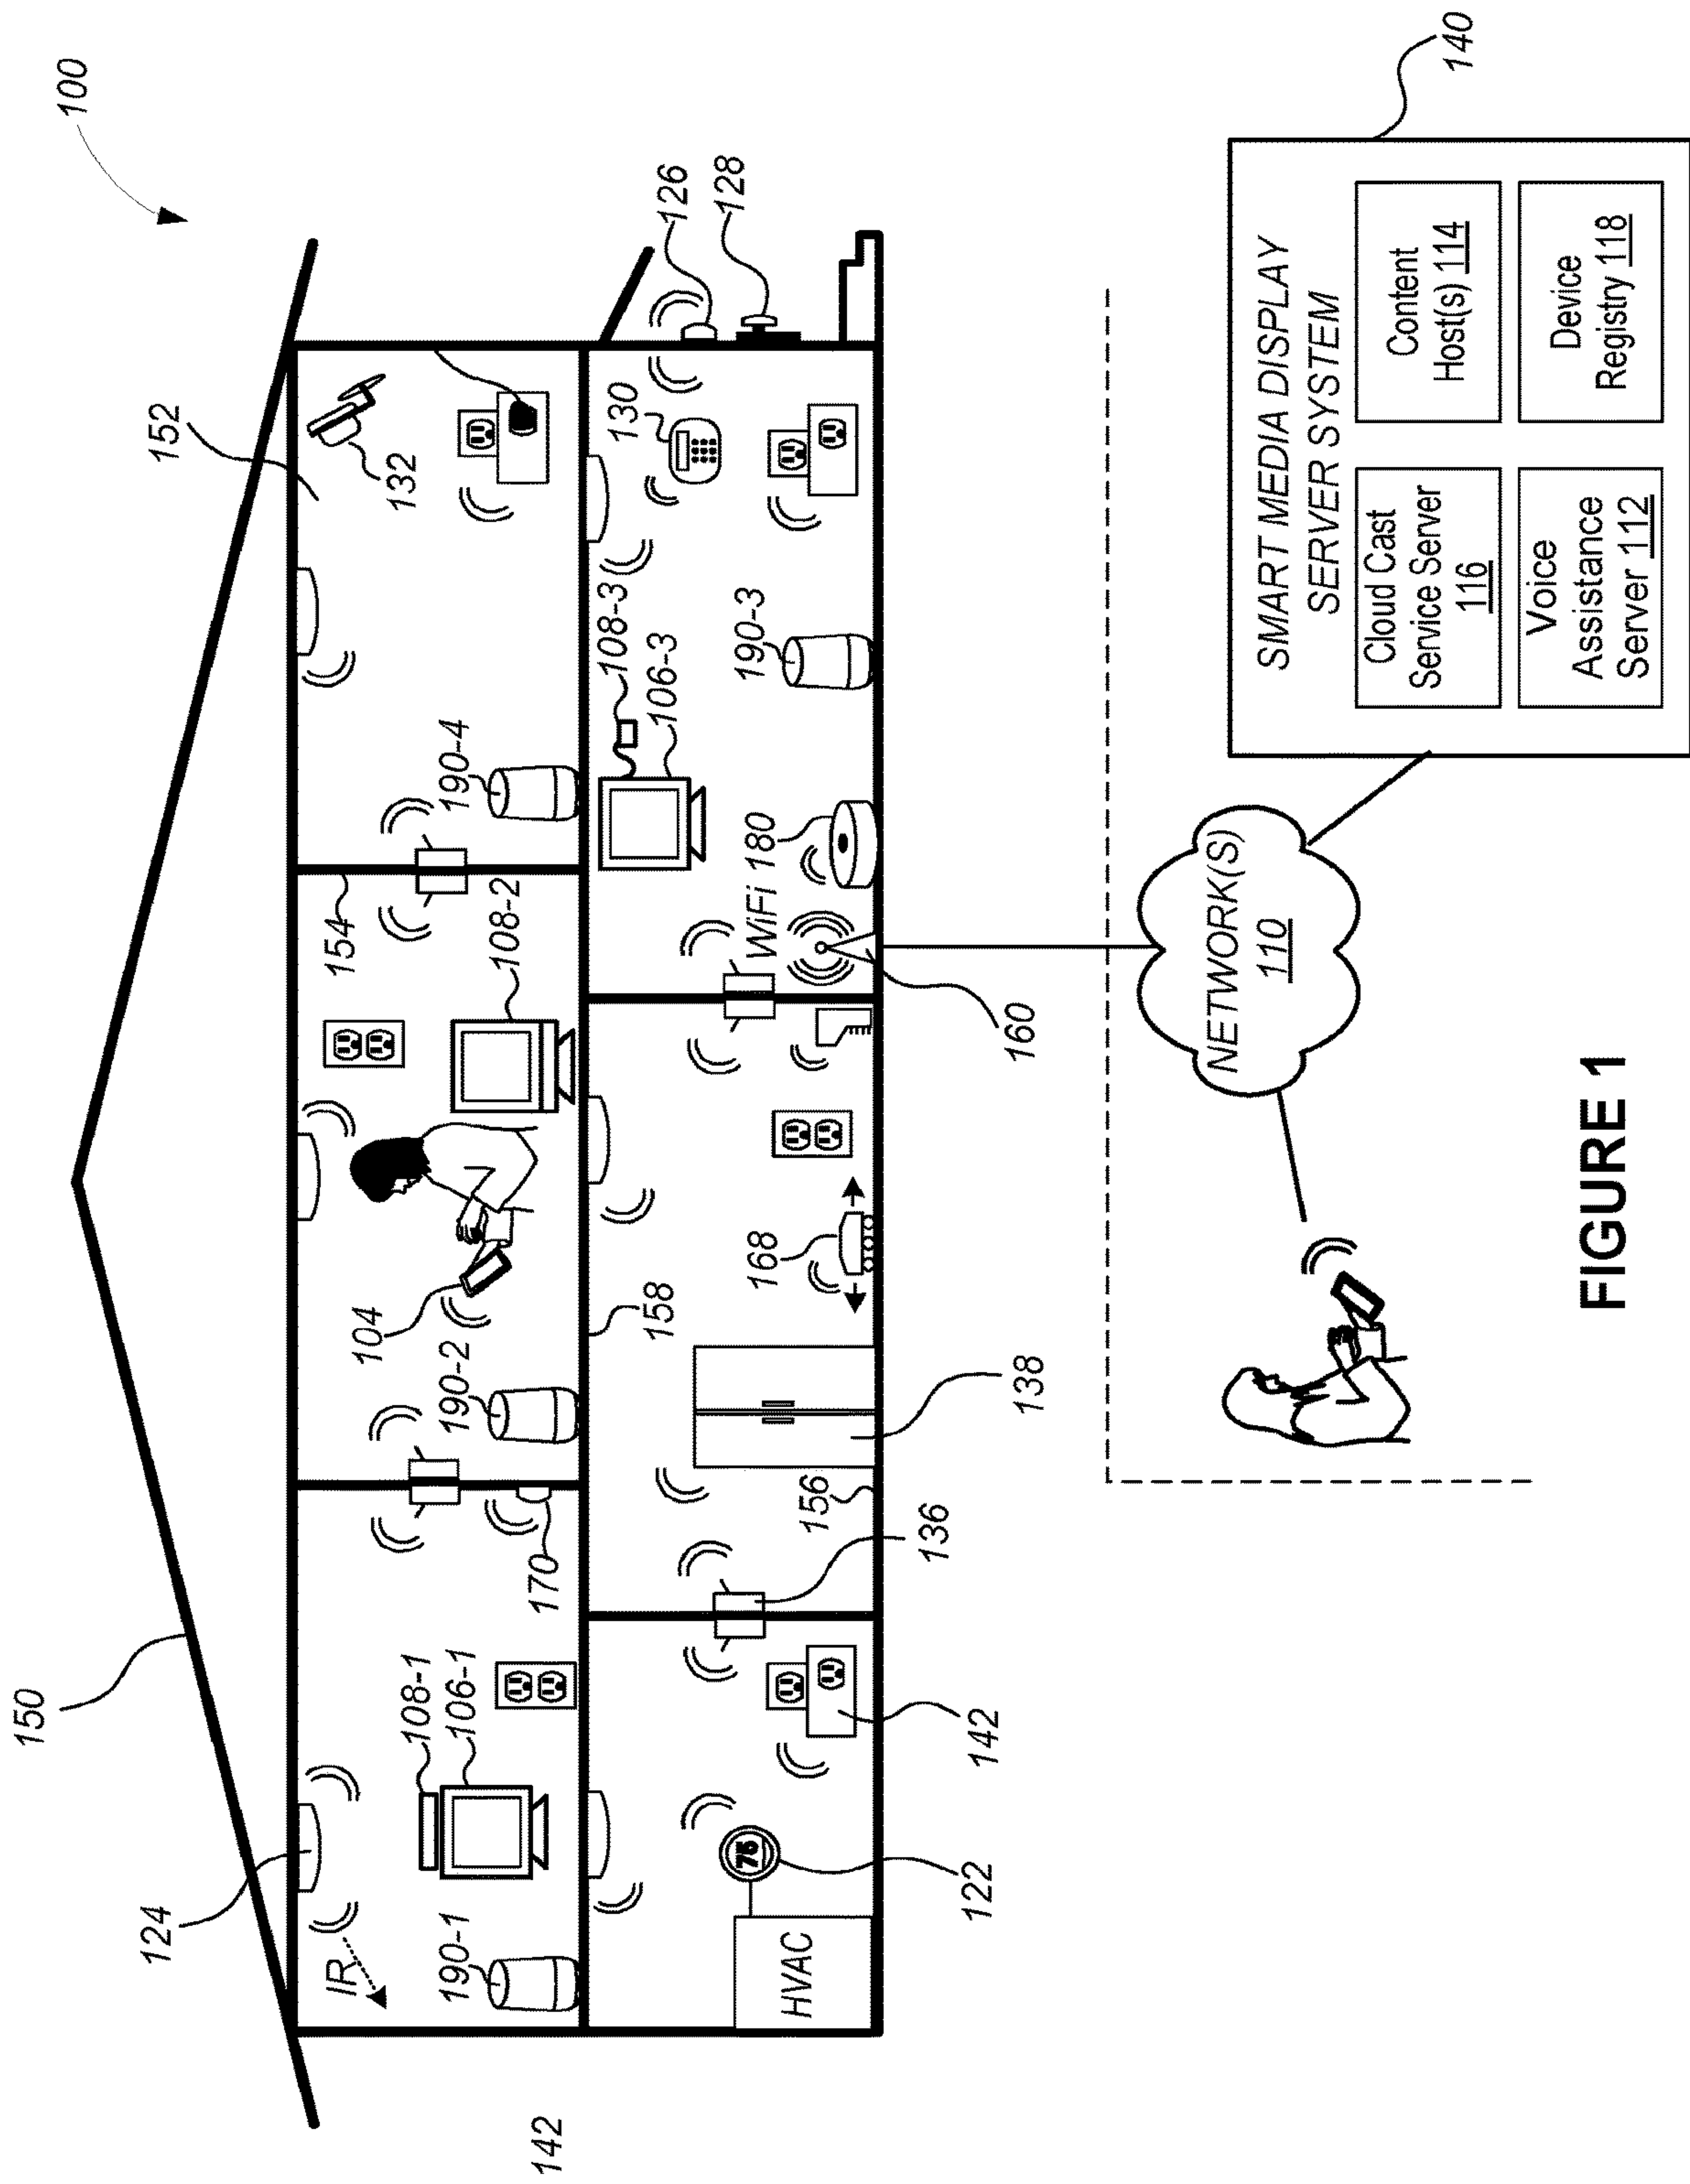 100
150
152
124
IR
132
154
108-1
106-1
104
108-2
190-1
170
190-2
190-4
142
126
128
130
108-3
106-3
190-3
158
WiFi
180
168
75
HVAC
156
122
142
136
138
160
NETWORK(S)
110
140
SMART MEDIA DISPLAY
SERVER SYSTEM
Cloud Cast
Service Server
116
Content
Host(s) 114
Voice
Assistance
Server 112
Device
Registry 118
FIGURE 1